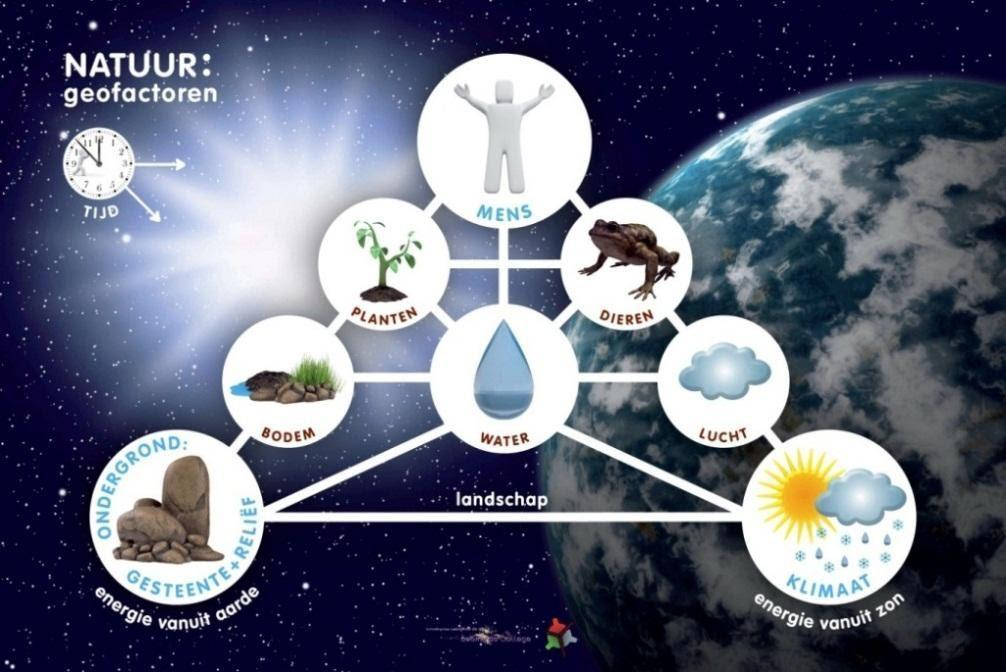 NATUUR:
geofactoren
TIJD
MENS
PLANTEN
DIEREN
BODEM
WATER
LUCHT
ONDERGROND:
GESTEENTE+RELIËF
energie vanuit aarde
landschap
KLIMAAT
energie vanuit zon